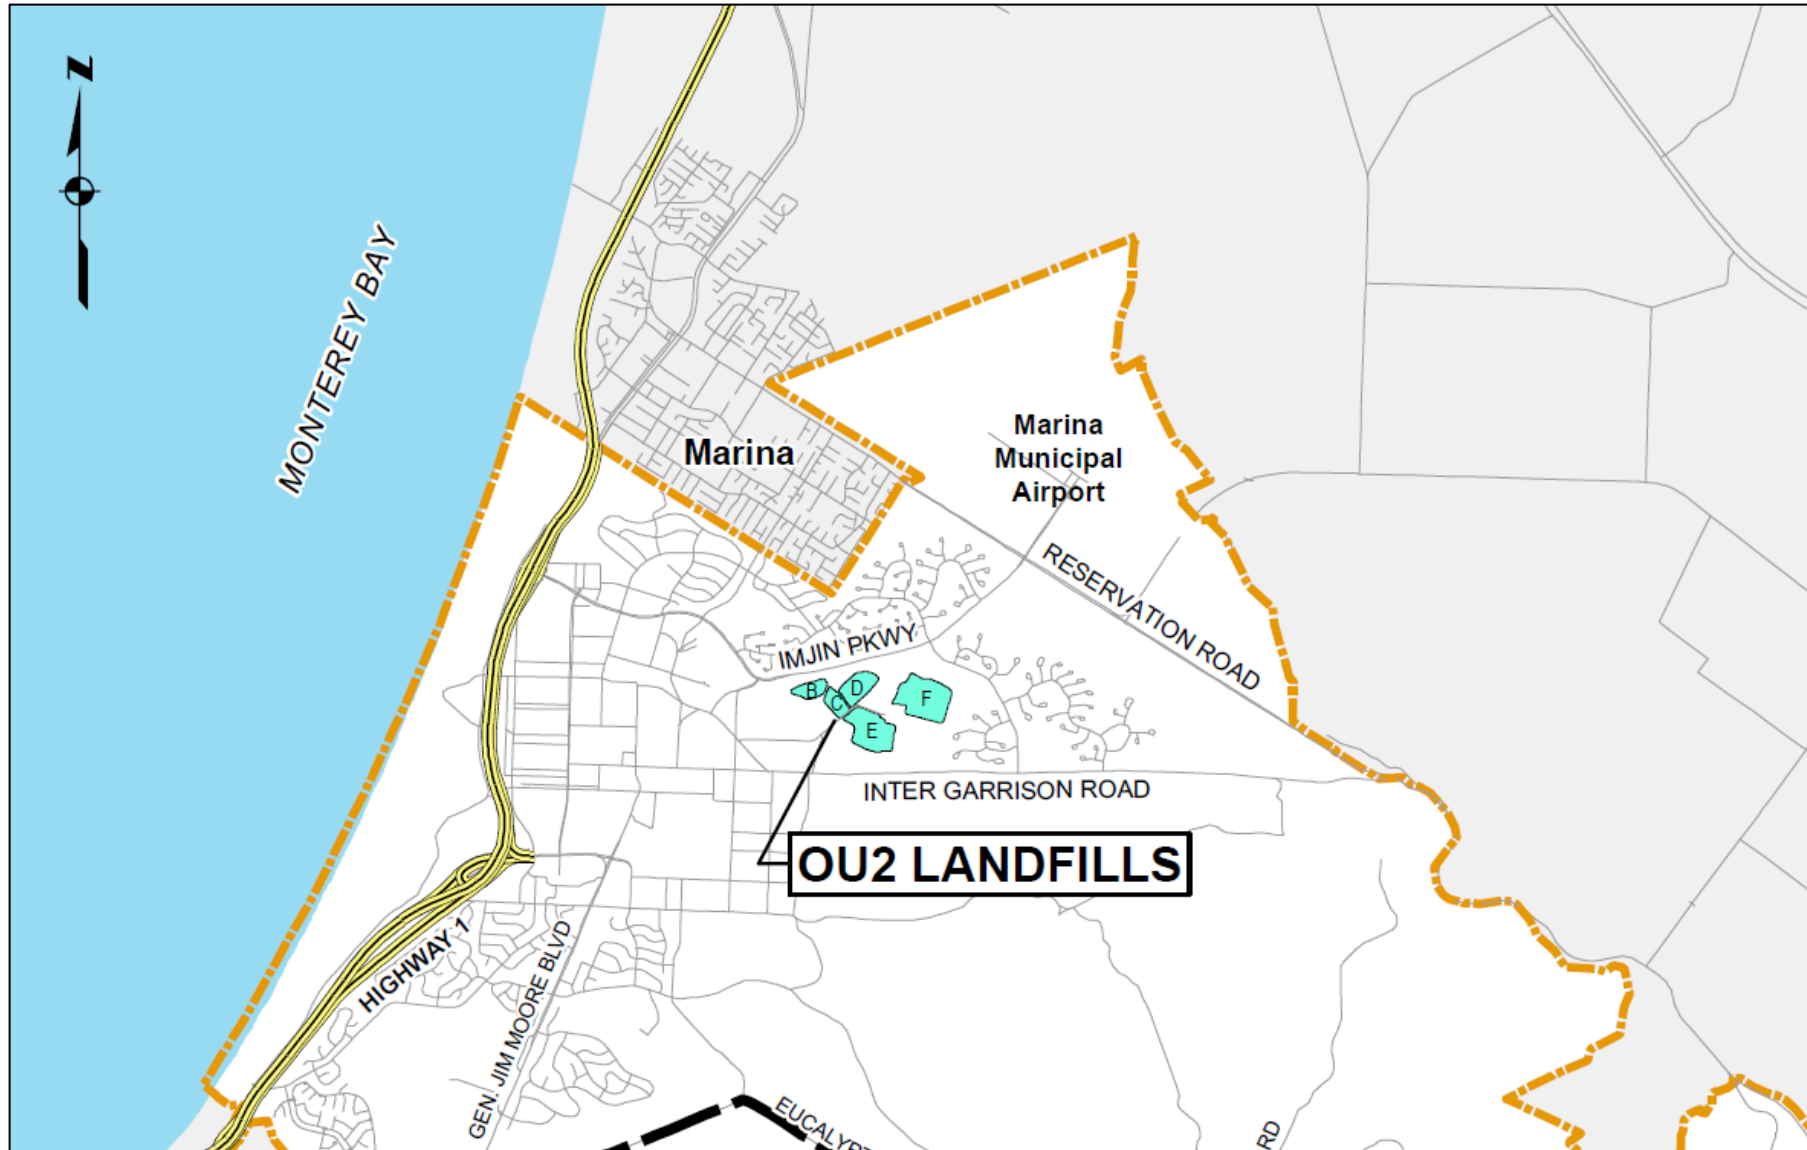 N
MONTEREY BAY
Marina
Marina
Municipal
Airport
RESERVATION ROAD
IMJIN PKWY
B
C
D
E
F
INTER GARRISON ROAD
OU2 LANDFILLS
HIGHWAY 1
GEN. JIM MOORE BLVD
EUCALYPT
RD